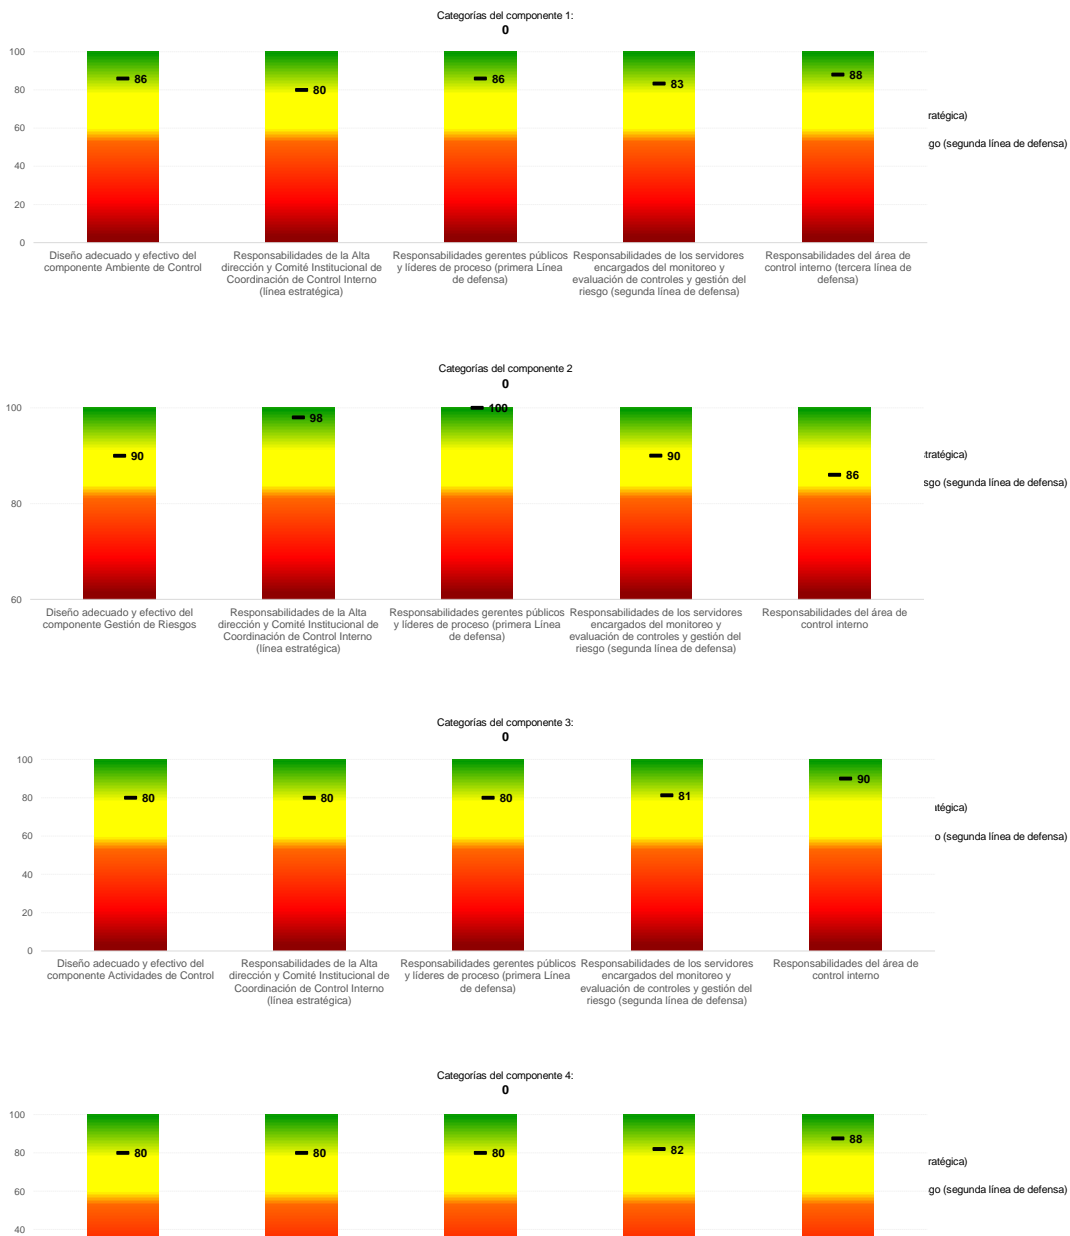 Categorías del componente 1:
0
100
80
60
40
20
0
86
80
86
83
88
ratégica)
go (segunda línea de defensa)
Diseño adecuado y efectivo del
componente Ambiente de Control
Responsabilidades de la Alta
dirección y Comité Institucional de
Coordinación de Control Interno
(línea estratégica)
Responsabilidades gerentes públicos
y líderes de proceso (primera Línea
de defensa)
Responsabilidades de los servidores
encargados del monitoreo y
evaluación de controles y gestión del
riesgo (segunda línea de defensa)
Responsabilidades del área de
control interno (tercera línea de
defensa)
Categorías del componente 2
0
100
80
60
90
98
100
90
86
tratégica)
sgo (segunda línea de defensa)
Diseño adecuado y efectivo del
componente Gestión de Riesgos
Responsabilidades de la Alta
dirección y Comité Institucional de
Coordinación de Control Interno
(línea estratégica)
Responsabilidades gerentes públicos
y líderes de proceso (primera Línea
de defensa)
Responsabilidades de los servidores
encargados del monitoreo y
evaluación de controles y gestión del
riesgo (segunda línea de defensa)
Responsabilidades del área de
control interno
Categorías del componente 3:
0
100
80
60
40
20
0
80
80
80
81
90
atégica)
o (segunda línea de defensa)
Diseño adecuado y efectivo del
componente Actividades de Control
Responsabilidades de la Alta
dirección y Comité Institucional de
Coordinación de Control Interno
(línea estratégica)
Responsabilidades gerentes públicos
y líderes de proceso (primera Línea
de defensa)
Responsabilidades de los servidores
encargados del monitoreo y
evaluación de controles y gestión del
riesgo (segunda línea de defensa)
Responsabilidades del área de
control interno
Categorías del componente 4:
0
100
80
60
40
80
80
80
82
88
ratégica)
go (segunda línea de defensa)